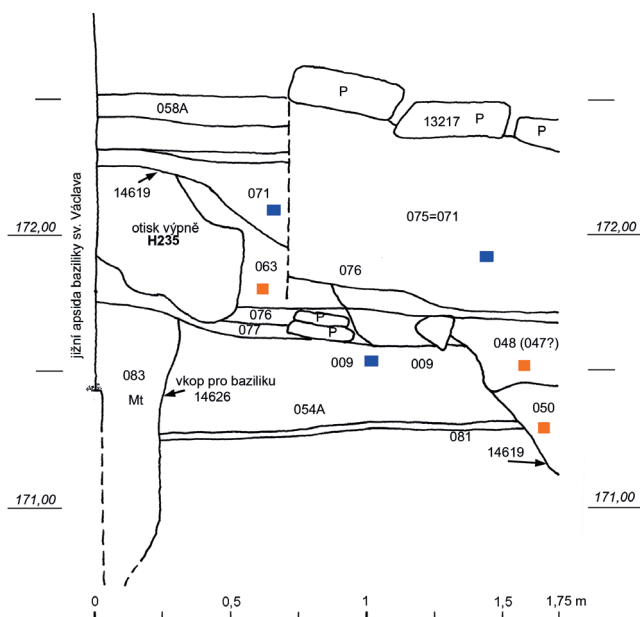 P
058A
13217 P
P
14619
071
075=071
172,00
172,00
otisk výpně
H235
063
076
jižní apsida baziliky sv. Václava
076
P
077
P
009
009
048 (047?)
083
vkop pro baziliku
Mt
14626
054A
050
081
14619
171,00
171,00
0
0,5
1
1,5
1,75 m